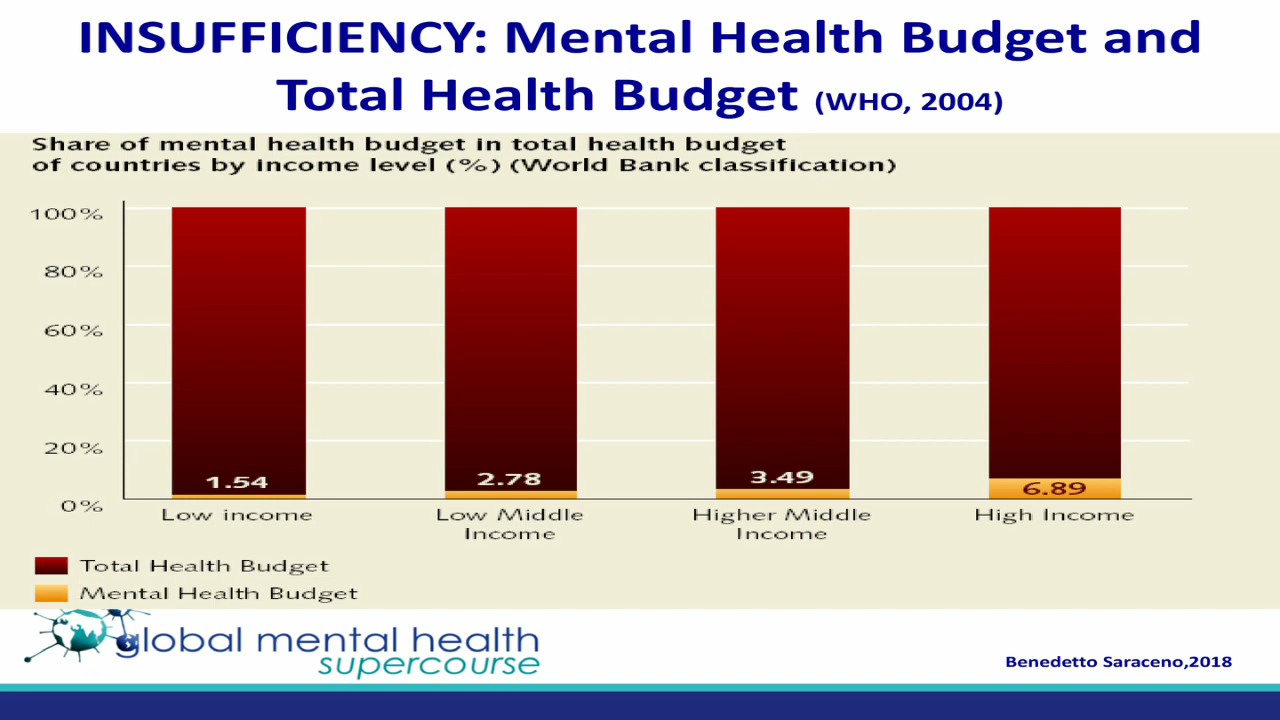 INSUFFICIENCY: Mental Health Budget and
Total Health Budget (WHO, 2004)
Share of mental health budget in total health budget
of countries by income level (%) (World Bank classification)
100%
80%
60%
40%
20%
0%
1.54
2.78
3.49
6.89
Low income
Low Middle
Income
Higher Middle
Income
High Income
Total Health Budget
Mental Health Budget
global mental health
supercourse
Benedetto Saraceno,2018